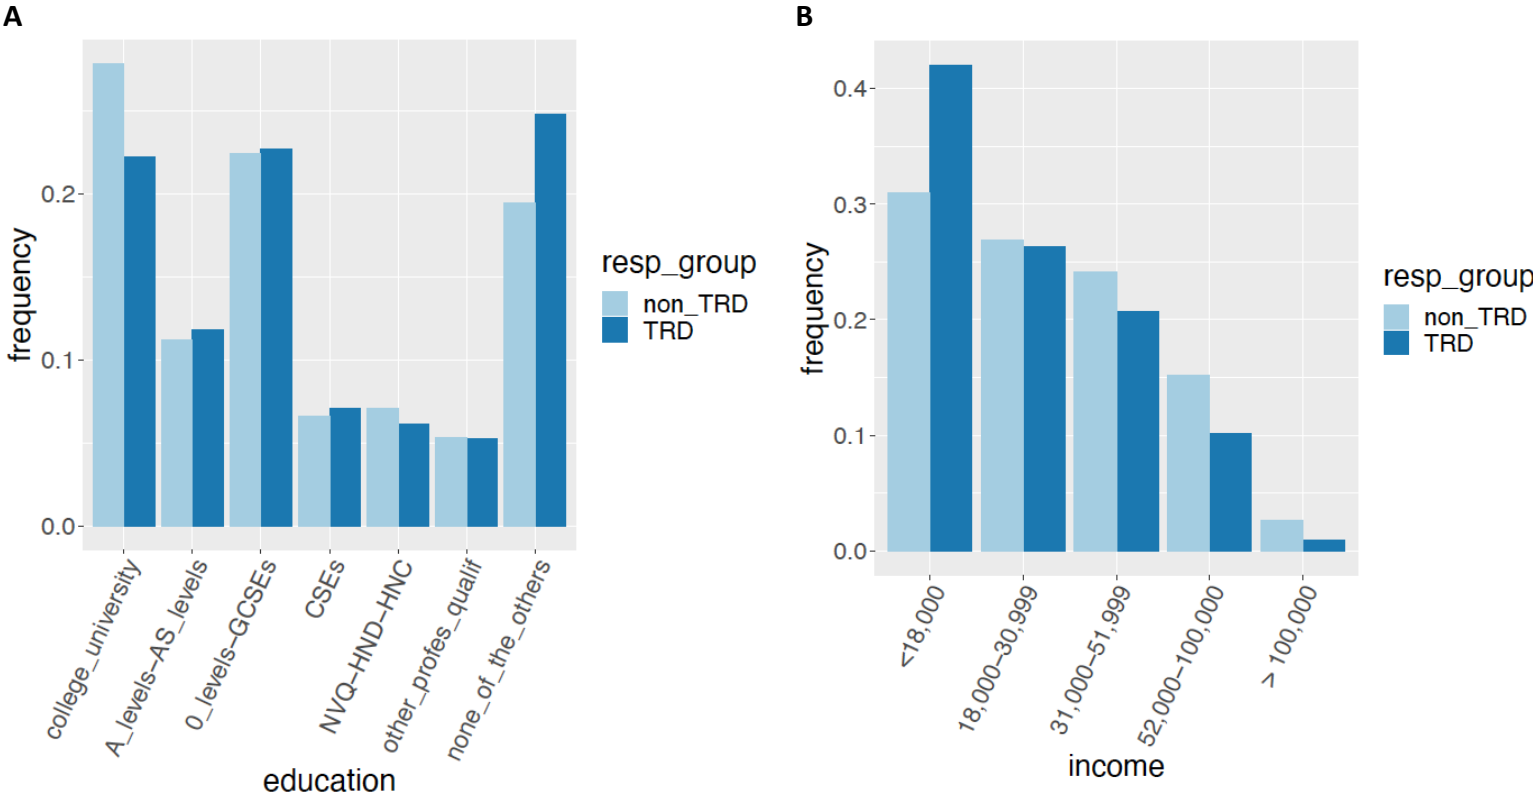 A
frequency
0.2
0.1
0.0
college_university
A_levels–AS_levels
0_levels–GCSEs
CSEs
NVQ–HND–HNC
other_profes_qualif
none_of_the_others
education
resp_group
non_TRD
TRD
B
frequency
0.4
0.3
0.2
0.1
0.0
<18,000
18,000–30,999
31,000–51,999
52,000–100,000
> 100,000
income
resp_group
non_TRD
TRD